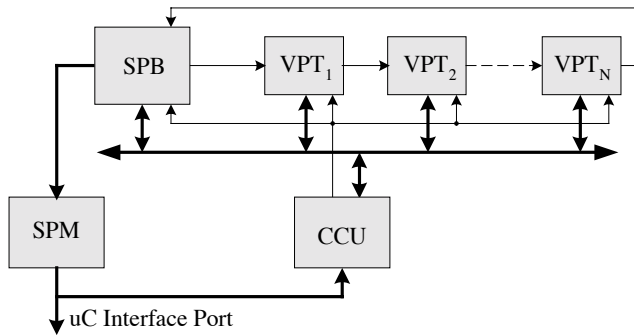 SPB
VPT1
VPT2
VPTN
SPM
CCU
uC Interface Port